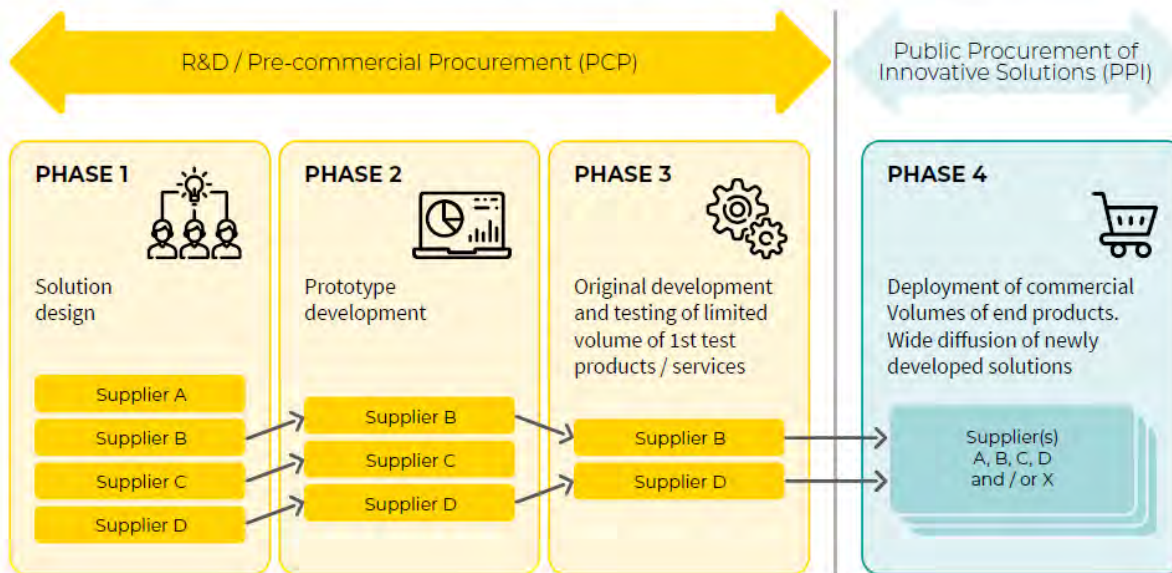 R&D / Pre-commercial Procurement (PCP)
Public Procurement of
Innovative Solutions (PPI)
PHASE 1
Solution
design
Supplier A
Supplier B
Supplier C
Supplier D
PHASE 2
Prototype
development
Supplier B
Supplier C
Supplier D
PHASE 3
Original development
and testing of limited
volume of 1st test
products / services
Supplier B
Supplier D
PHASE 4
Deployment of commercial
Volumes of end products.
Wide diffusion of newly
developed solutions
Supplier(s)
A, B, C, D
and / or X